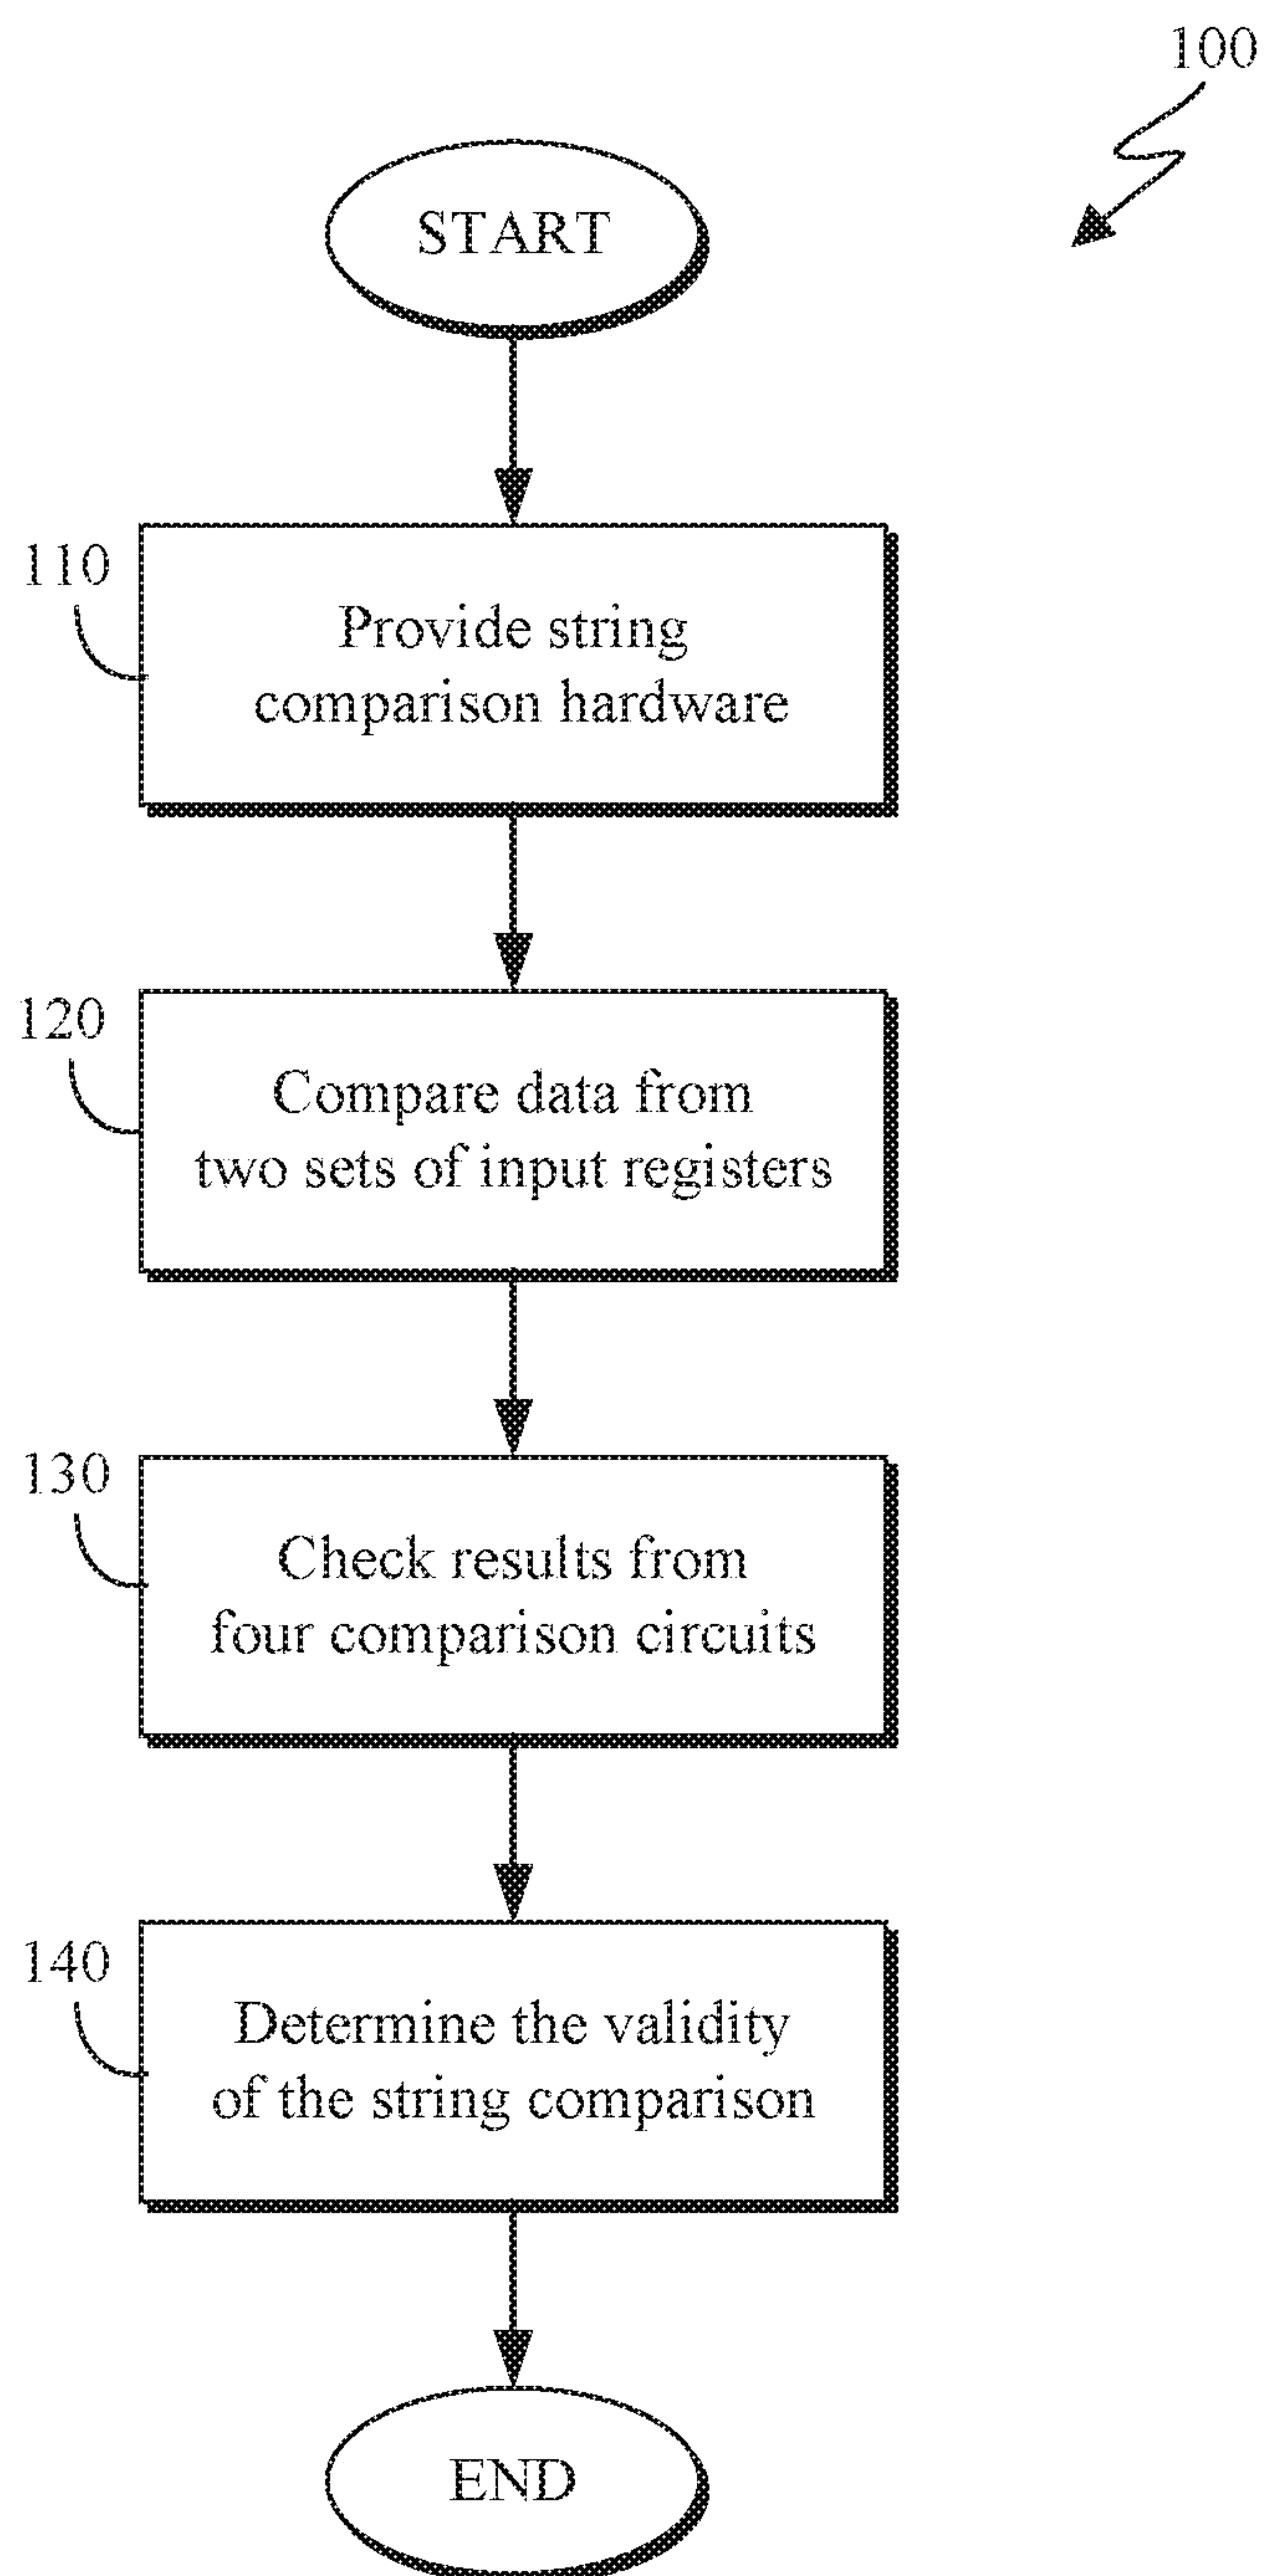 100
START
110
Provide string
comparison hardware
120
Compare data from
two sets of input registers
130
Check results from
four comparison circuits
140
Determine the validity
of the string comparison
END